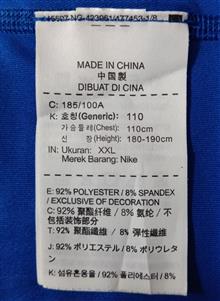 MADE IN CHINA
中国製
DIBUAT DI CINA
C: 185/100A
K: 호칭(Generic): 110
가슴둘레(Chest): 110cm
신 장(Height): 180-190cm
IN: Ukuran: XXL
Merek Barang: Nike
E: 92% POLYESTER / 8% SPANDEX
/ EXCLUSIVE OF DECORATION
C: 92% 聚酯纤维 / 8% 氨纶 / 不
包括装饰部分
T: 92% 聚酯纖維 / 8% 彈性纖維
J: 92% ポリエステル / 8% ポリウレタ
ン
K: 섬유혼용율 / 92% 폴리에스터 / 8%